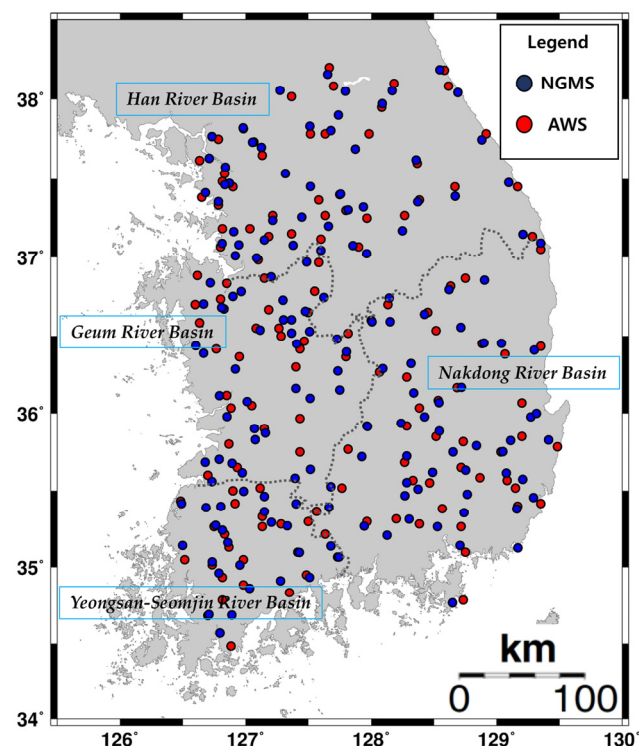 Legend
NGMS
AWS
Han River Basin
Geum River Basin
Nakdong River Basin
Yeongsan-Seomjin River Basin
38°
37°
36°
35°
34°
km
0 100
126° 127° 128° 129° 130°